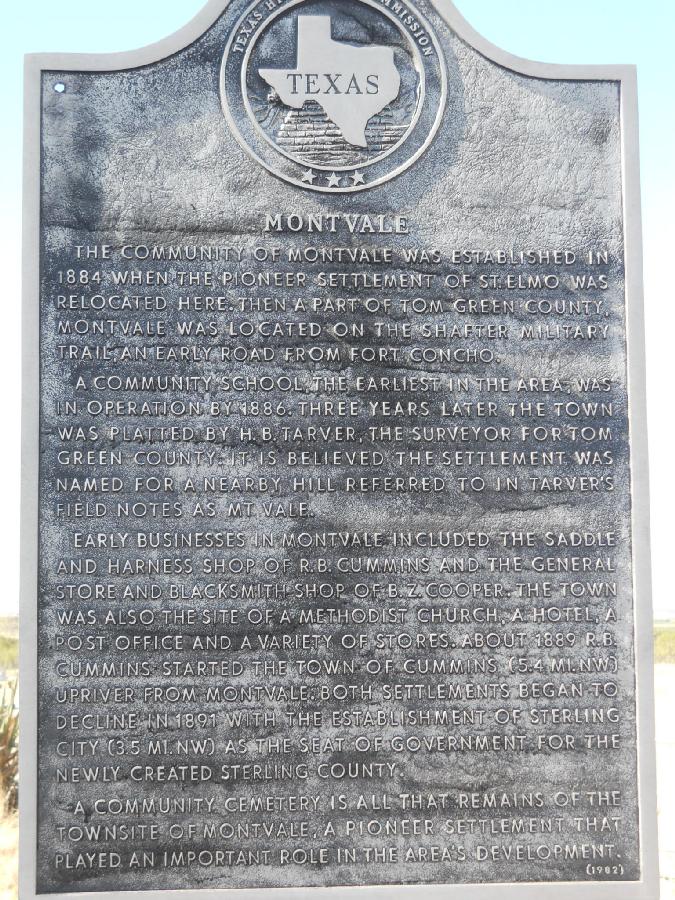 TEXAS
MONTVALE
THE COMMUNITY OF MONTVALE WAS ESTABLISHED IN
1884 WHEN THE PIONEER SETTLEMENT OF ST. ELMO WAS
RELOCATED HERE. THEN A PART OF TOM GREEN COUNTY,
MONTVALE WAS LOCATED ON THE SHAFTER MILITARY
TRAIL, AN EARLY ROAD FROM FORT CONCHO.
A COMMUNITY SCHOOL, THE EARLIEST IN THE AREA, WAS
IN OPERATION BY 1886. THREE YEARS LATER THE TOWN
WAS PLATTED BY H. B. TARVER, THE SURVEYOR FOR TOM
GREEN COUNTY. IT IS BELIEVED THE SETTLEMENT WAS
NAMED FOR A NEARBY HILL REFERRED TO IN TARVER'S
FIELD NOTES AS MT VALE.
EARLY BUSINESSES IN MONTVALE INCLUDED THE SADDLE
AND HARNESS SHOP OF R. B. CUMMINS AND THE GENERAL
STORE AND BLACKSMITH SHOP OF B. Z. COOPER. THE TOWN
WAS ALSO THE SITE OF A METHODIST CHURCH, A HOTEL, A
POST OFFICE AND A VARIETY OF STORES. ABOUT 1889 R. B.
CUMMINS STARTED THE TOWN OF CUMMINS (5.4 MI. NW)
UPRIVER FROM MONTVALE. BOTH SETTLEMENTS BEGAN TO
DECLINE IN 1891 WITH THE ESTABLISHMENT OF STERLING
CITY (3.5 MI. NW) AS THE SEAT OF GOVERNMENT FOR THE
NEWLY CREATED STERLING COUNTY.
A COMMUNITY CEMETERY IS ALL THAT REMAINS OF THE
TOWNSITE OF MONTVALE, A PIONEER SETTLEMENT THAT
PLAYED AN IMPORTANT ROLE IN THE AREA'S DEVELOPMENT.
(1982)